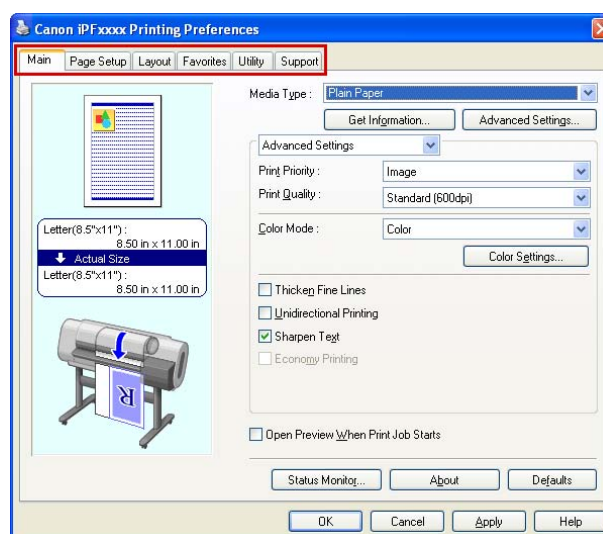 Canon iPFxxxx Printing Preferences
Main Page Setup Layout Favorites Utility Support
Media Type : Plain Paper
Get Information... Advanced Settings...
Advanced Settings
Print Priority : Image
Print Quality : Standard (600dpi)
Color Mode : Color
Color Settings...
Letter(8.5"x11") :
8.50 in x 11.00 in
Actual Size
Letter(8.5"x11") :
8.50 in x 11.00 in
Thicken Fine Lines
Unidirectional Printing
Sharpen Text
Economy Printing
R
Open Preview When Print Job Starts
Status Monitor... About Defaults
OK Cancel Apply Help